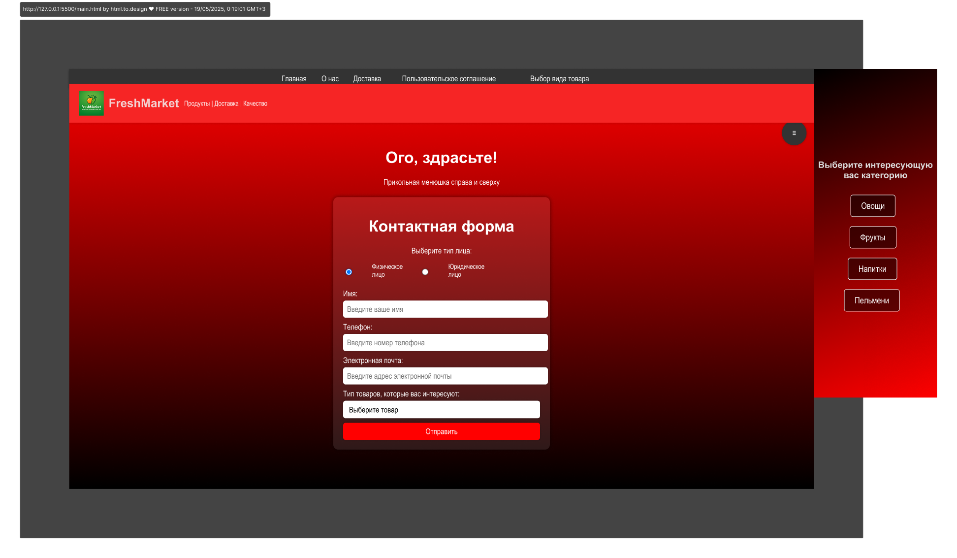 http://127.0.0.1:5500/main.html by html.to.design ❤ FREE version - 19/05/2025, 0:19:01 GMT+3
Главная О нас Доставка Пользовательское соглашение Выбор вида товара
FreshMarket Продукты | Доставка Качество
Ого, здрасьте!
Прикольная менюшка справа и сверху
Контактная форма
Выберите тип лица:
Физическое
лицо
Юридическое
лицо
Имя:
Введите ваше имя
Телефон:
Введите номер телефона
Электронная почта:
Введите адрес электронной почты
Тип товаров, которые вас интересуют:
Выберите товар
Отправить
Выберите интересующую
вас категорию
Овощи
Фрукты
Напитки
Пельмени